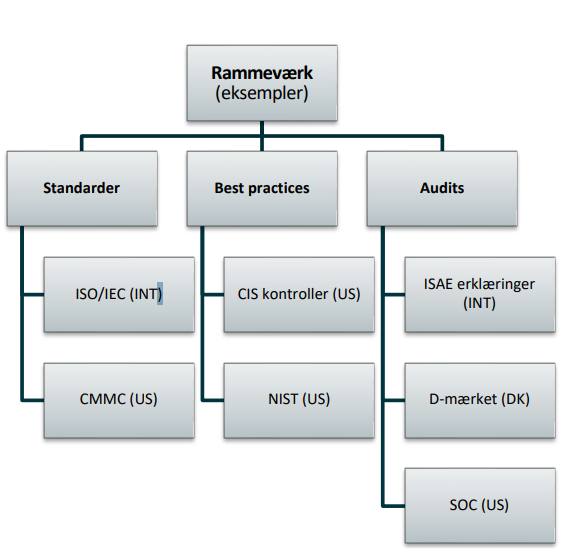 Rammeværk
(eksempler)
Standarder
Best practices
Audits
ISO/IEC (INT)
CIS kontroller (US)
ISAE erklæringer
(INT)
CMMC (US)
NIST (US)
D-mærket (DK)
SOC (US)